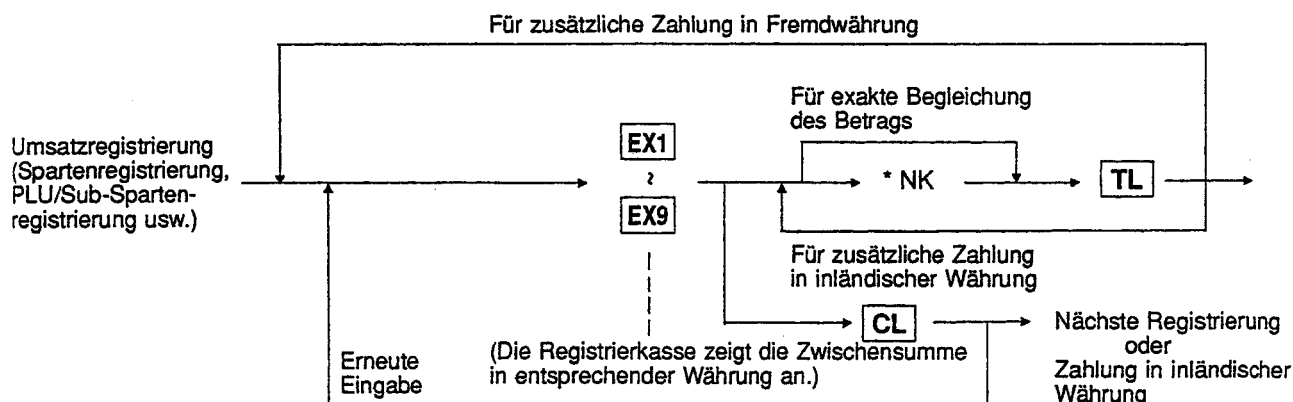 Für zusätzliche Zahlung in Fremdwährung
Für exakte Begleichung
des Betrags
Umsatzregistrierung
(Spartenregistrierung,
PLU/Sub-Sparten-
registrierung usw.)
EX1
~
EX9
* NK
TL
Für zusätzliche Zahlung
in inländischer Währung
CL
Nächste Registrierung
oder
Zahlung in inländischer
Währung
(Die Registrierkasse zeigt die Zwischensumme
in entsprechender Währung an.)
Erneute
Eingabe